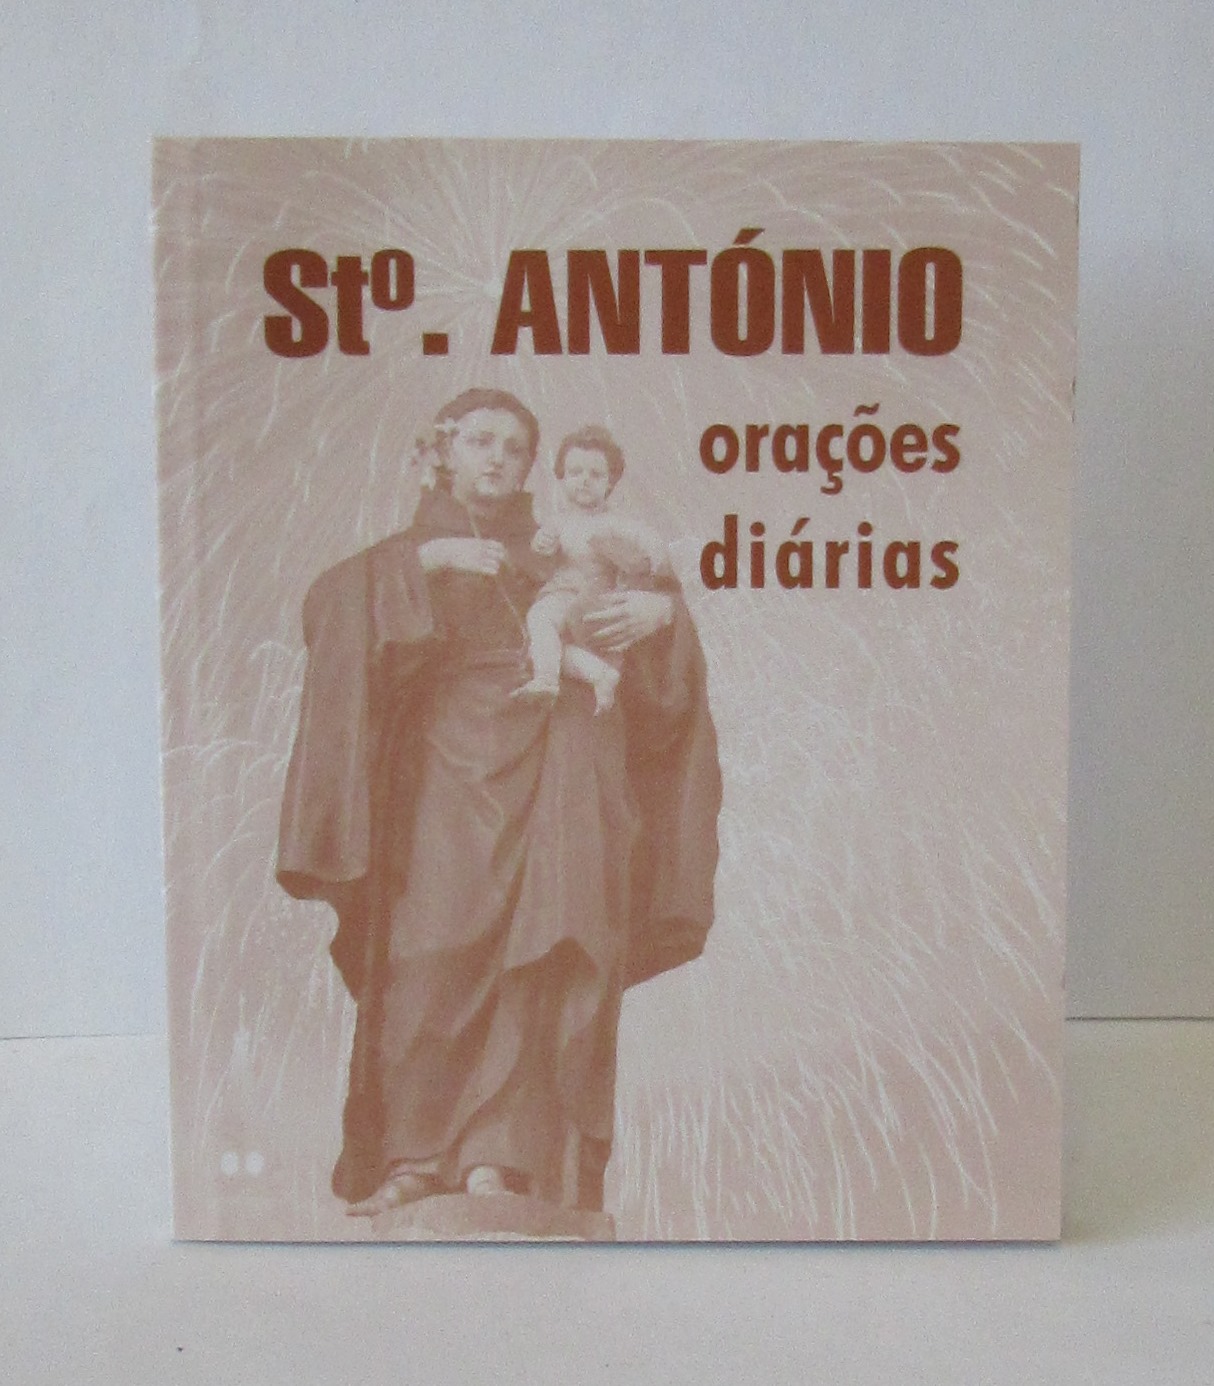 Stº. ANTÓNIO
orações
diárias